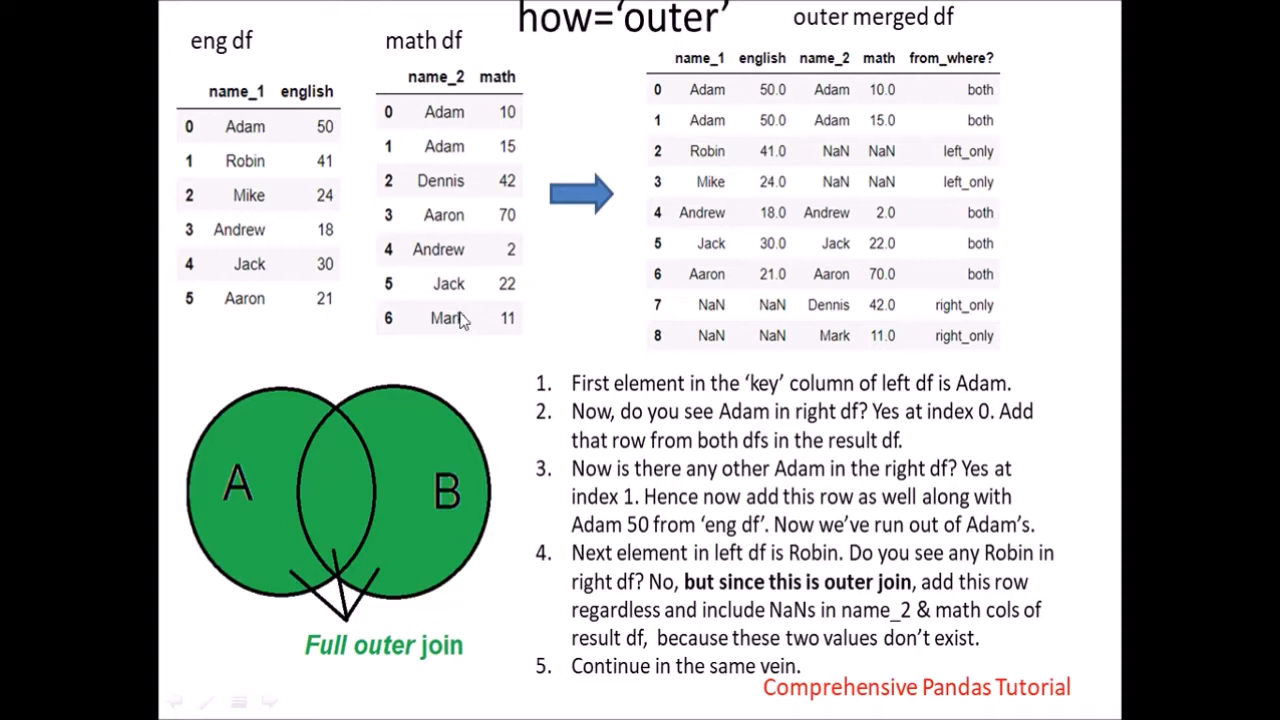 how='outer'
eng df
math df
outer merged df
name_1 english
0 Adam 50
1 Robin 41
2 Mike 24
3 Andrew 18
4 Jack 30
5 Aaron 21
name_2 math
0 Adam 10
1 Adam 15
2 Dennis 42
3 Aaron 70
4 Andrew 2
5 Jack 22
6 Mark 11
name_1 english name_2 math from_where?
0 Adam 50.0 Adam 10.0 both
1 Adam 50.0 Adam 15.0 both
2 Robin 41.0 NaN NaN left_only
3 Mike 24.0 NaN NaN left_only
4 Andrew 18.0 Andrew 2.0 both
5 Jack 30.0 Jack 22.0 both
6 Aaron 21.0 Aaron 70.0 both
7 NaN NaN Dennis 42.0 right_only
8 NaN NaN Mark 11.0 right_only
A
B
Full outer join
1. First element in the 'key' column of left df is Adam.
2. Now, do you see Adam in right df? Yes at index 0. Add
that row from both dfs in the result df.
3. Now is there any other Adam in the right df? Yes at
index 1. Hence now add this row as well along with
Adam 50 from 'eng df'. Now we've run out of Adam's.
4. Next element in left df is Robin. Do you see any Robin in
right df? No, but since this is outer join, add this row
regardless and include NaNs in name_2 & math cols of
result df, because these two values don't exist.
5. Continue in the same vein.
Comprehensive Pandas Tutorial